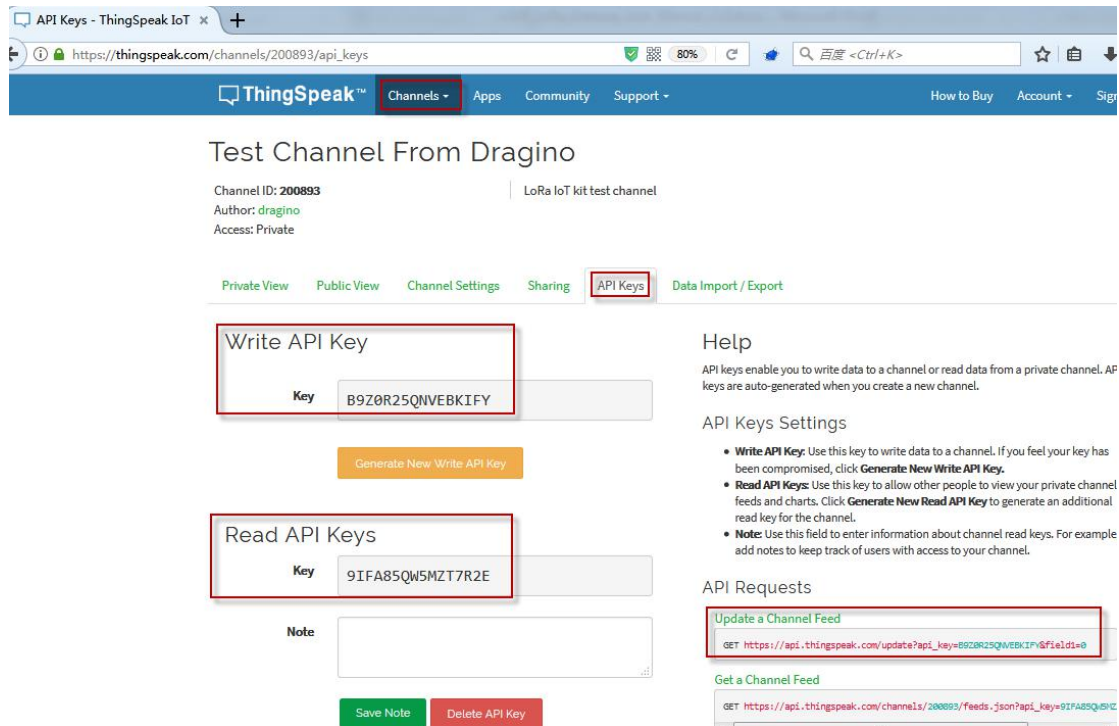 API Keys - ThingSpeak IoT
https://thingspeak.com/channels/200893/api_keys
80%
百度 <Ctrl+K>
ThingSpeak™
Channels
Apps
Community
Support
How to Buy
Account
Sign
Test Channel From Dragino
Channel ID: 200893
Author: dragino
Access: Private
LoRa IoT kit test channel
Private View
Public View
Channel Settings
Sharing
API Keys
Data Import / Export
Write API Key
Key
B9Z0R25QNVEBKIFY
Generate New Write API Key
Read API Keys
Key
9IFA85QW5MZT7R2E
Note
Save Note
Delete API Key
Help
API keys enable you to write data to a channel or read data from a private channel. AP
keys are auto-generated when you create a new channel.
API Keys Settings
• Write API Key: Use this key to write data to a channel. If you feel your key has
been compromised, click Generate New Write API Key.
• Read API Keys: Use this key to allow other people to view your private channel
feeds and charts. Click Generate New Read API Key to generate an additional
read key for the channel.
• Note: Use this field to enter information about channel read keys. For example
add notes to keep track of users with access to your channel.
API Requests
Update a Channel Feed
GET https://api.thingspeak.com/update?api_key=B9Z0R25QNVEBKIFY&field1=0
Get a Channel Feed
GET https://api.thingspeak.com/channels/200893/feeds.json?api_key=9IFA85QW5MZ